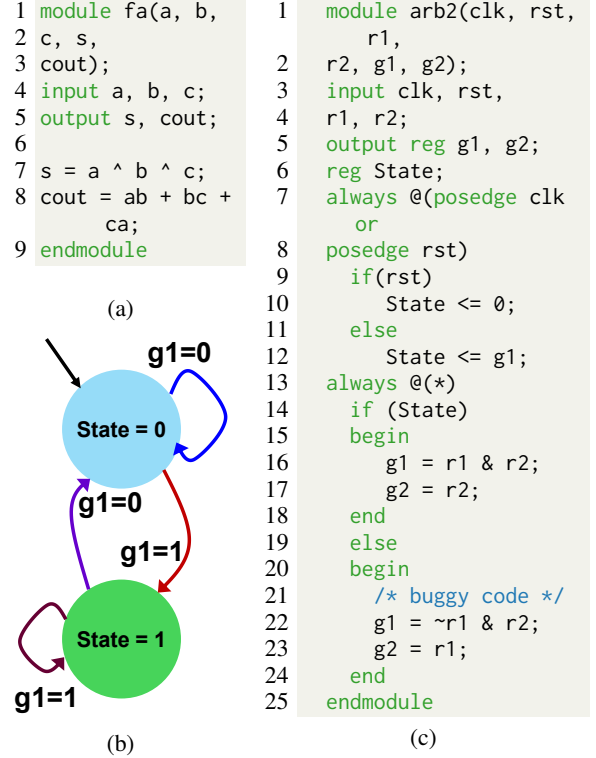 1 module fa(a, b,
2 c, s,
3 cout);
4 input a, b, c;
5 output s, cout;
6
7 s = a ^ b ^ c;
8 cout = ab + bc +
ca;
9 endmodule
(a)
g1=0
State = 0
g1=0
g1=1
State = 1
g1=1
(b)
1 module arb2(clk, rst,
r1,
2 r2, g1, g2);
3 input clk, rst,
4 r1, r2;
5 output reg g1, g2;
6 reg State;
7 always @(posedge clk
or
8 posedge rst)
9 if(rst)
10 State <= 0;
11 else
12 State <= g1;
13 always @(*)
14 if (State)
15 begin
16 g1 = r1 & r2;
17 g2 = r2;
18 end
19 else
20 begin
21 /* buggy code */
22 g1 = ~r1 & r2;
23 g2 = r1;
24 end
25 endmodule
(c)